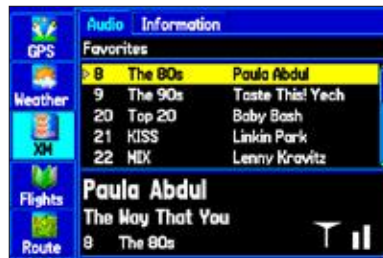 Audio Information
GPS
Favorites
8 The 80s Paula Abdul
Weather
9 The 90s Taste This! Yech
20 Top 20 Baby Bash
XM
21 KISS Linkin Park
22 MIX Lenny Kravitz
Flights
Paula Abdul
The Way That You
Route
8 The 80s